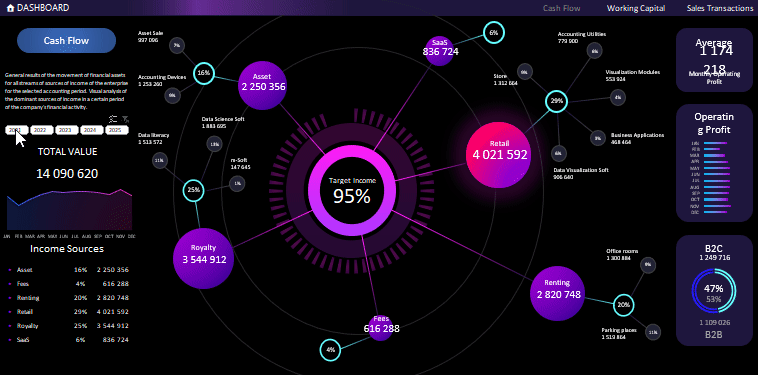 DASHBOARD
Cash Flow
Working Capital
Sales Transactions
Cash Flow
General results of the movement of financial assets
for all streams of sources of income of the enterprise
for the selected accounting period. Visual analysis of
the dominant sources of income in a certain period
of the company's financial activity.
2022
2023
2024
2025
TOTAL VALUE
14 090 620
JAN FEB MAR APR MAY JUN JUL AUG SEP OCT NOV DEC
Income Sources
Asset 16% 2 250 356
Fees 4% 616 288
Renting 20% 2 820 748
Retail 29% 4 021 592
Royalty 25% 3 544 912
SaaS 6% 836 724
Asset Sale
997 096
7%
Accounting Devices
1 253 260
9%
16%
Asset
2 250 356
Data Science Soft
1 883 695
13%
Data literacy
1 513 572
11%
m-Soft
147 645
1%
25%
Royalty
3 544 912
Target Income
95%
SaaS
836 724
6%
Accounting Utilities
779 900
6%
Store
1 312 664
9%
Visualization Modules
553 924
4%
29%
Business Applications
468 464
3%
Data Visualization Soft
906 640
6%
Retail
4 021 592
Office rooms
1 300 884
9%
Renting
2 820 748
20%
Parking places
1 519 864
11%
Fees
616 288
4%
Average
1 174
218
Monthly Operating
Profit
Operatin
g Profit
JAN
FEB
MAR
APR
MAY
JUN
JUL
AUG
SEP
OCT
NOV
DEC
B2C
1 249 716
47%
53%
1 109 026
B2B